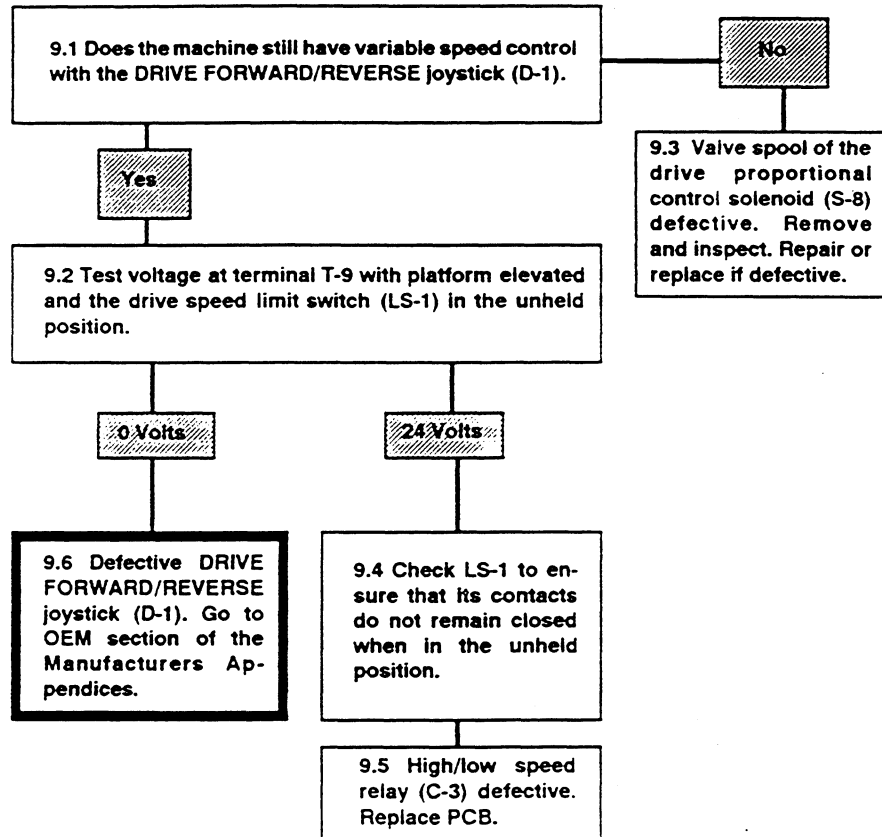 9.1 Does the machine still have variable speed control
with the DRIVE FORWARD/REVERSE joystick (D-1).
No
Yes
9.3 Valve spool of the
drive proportional
control solenoid (S-8)
defective. Remove
and inspect. Repair or
replace if defective.
9.2 Test voltage at terminal T-9 with platform elevated
and the drive speed limit switch (LS-1) in the unheld
position.
0 Volts
24 Volts
9.6 Defective DRIVE
FORWARD/REVERSE
joystick (D-1). Go to
OEM section of the
Manufacturers Ap-
pendices.
9.4 Check LS-1 to en-
sure that its contacts
do not remain closed
when in the unheld
position.
9.5 High/low speed
relay (C-3) defective.
Replace PCB.